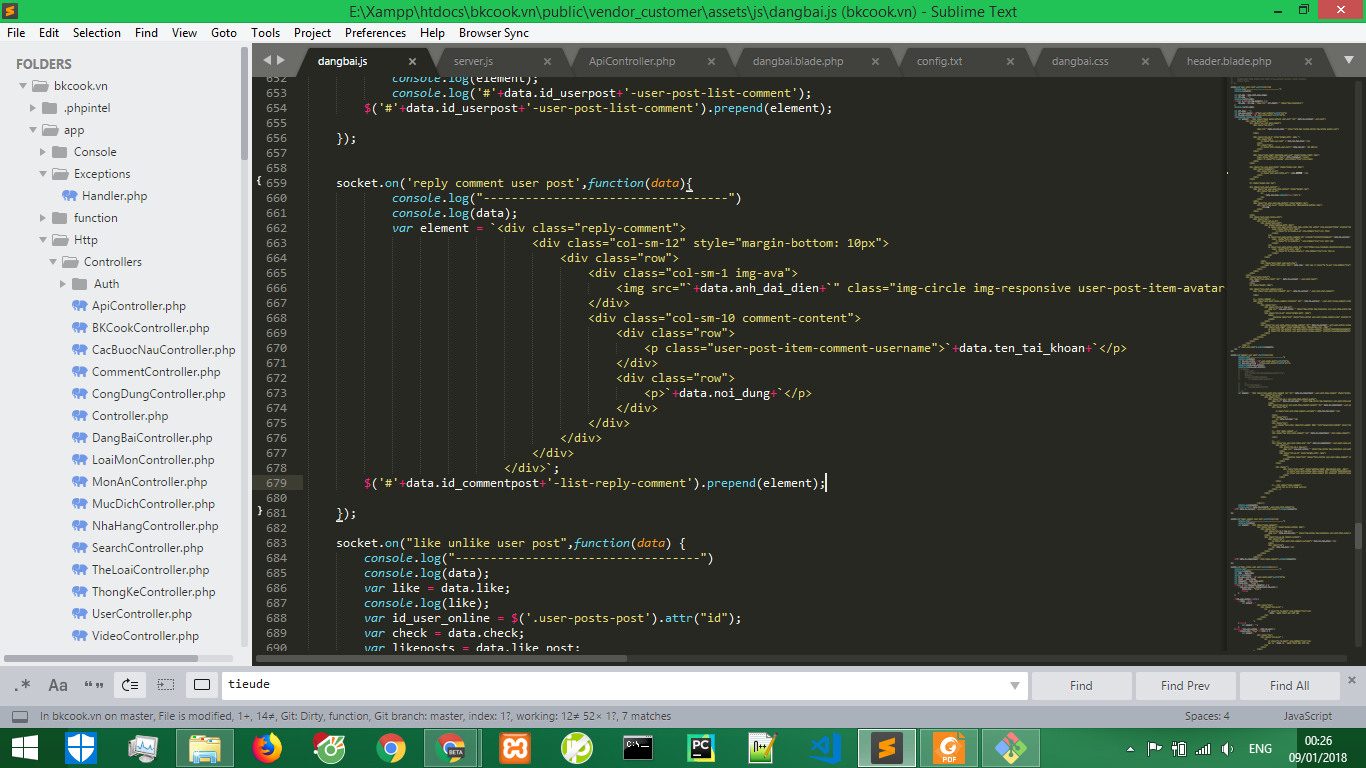 E:\Xampp\htdocs\bkcook.vn\public\vendor_customer\assets\js\dangbai.js (bkcook.vn) - Sublime Text
File Edit Selection Find View Goto Tools Project Preferences Help Browser Sync
FOLDERS
bkcook.vn
.phpintel
app
Console
Exceptions
Handler.php
function
Http
Controllers
Auth
ApiController.php
BKCookController.php
CacBuocNauController.php
CommentController.php
CongDungController.php
Controller.php
DangBaiController.php
LoaiMonController.php
MonAnController.php
MucDichController.php
NhaHangController.php
SearchController.php
TheLoaiController.php
ThongKeController.php
UserController.php
VideoController.php
dangbai.js server.js ApiController.php dangbai.blade.php config.txt dangbai.css header.blade.php
652 console.log(element);
653 console.log('#'+data.id_userpost+'-user-post-list-comment');
654 $('#'+data.id_userpost+'-user-post-list-comment').prepend(element);
655
656 });
657
658
659 socket.on('reply comment user post',function(data){
660 console.log("-----------------------------------")
661 console.log(data);
662 var element = `<div class="reply-comment">
663 <div class="col-sm-12" style="margin-bottom: 10px">
664 <div class="row">
665 <div class="col-sm-1 img-ava">
666 <img src="`+data.anh_dai_dien+`" class="img-circle img-responsive user-post-item-avatar
667 </div>
668 <div class="col-sm-10 comment-content">
669 <div class="row">
670 <p class="user-post-item-comment-username">`+data.ten_tai_khoan+`</p>
671 </div>
672 <div class="row">
673 <p>`+data.noi_dung+`</p>
674 </div>
675 </div>
676 </div>
677 </div>
678 </div>`;
679 $('#'+data.id_commentpost+'-list-reply-comment').prepend(element);
680
681 });
682
683 socket.on("like unlike user post",function(data) {
684 console.log("-----------------------------------")
685 console.log(data);
686 var like = data.like;
687 console.log(like);
688 var id_user_online = $('.user-posts-post').attr("id");
689 var check = data.check;
690 var likeposts = data.like_post;
.* Aa “” tieude Find Find Prev Find All
In bkcook.vn on master, File is modified, 1+, 14≠, Git: Dirty, function, Git branch: master, index: 1?, working: 12≠ 52× 1?, 7 matches Spaces: 4 JavaScript
BETA C:\ PC PDF ENG 00:26
09/01/2018